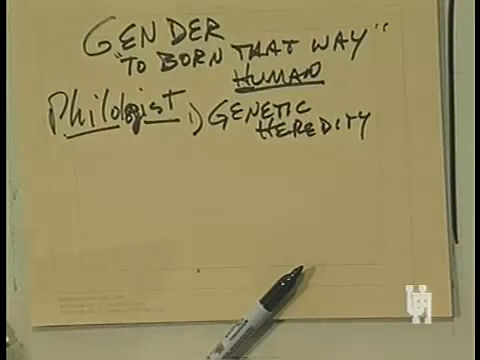 GENDER
"TO BORN THAT WAY"
HUMAN
Philologist 1) GENETIC
HEREDITY